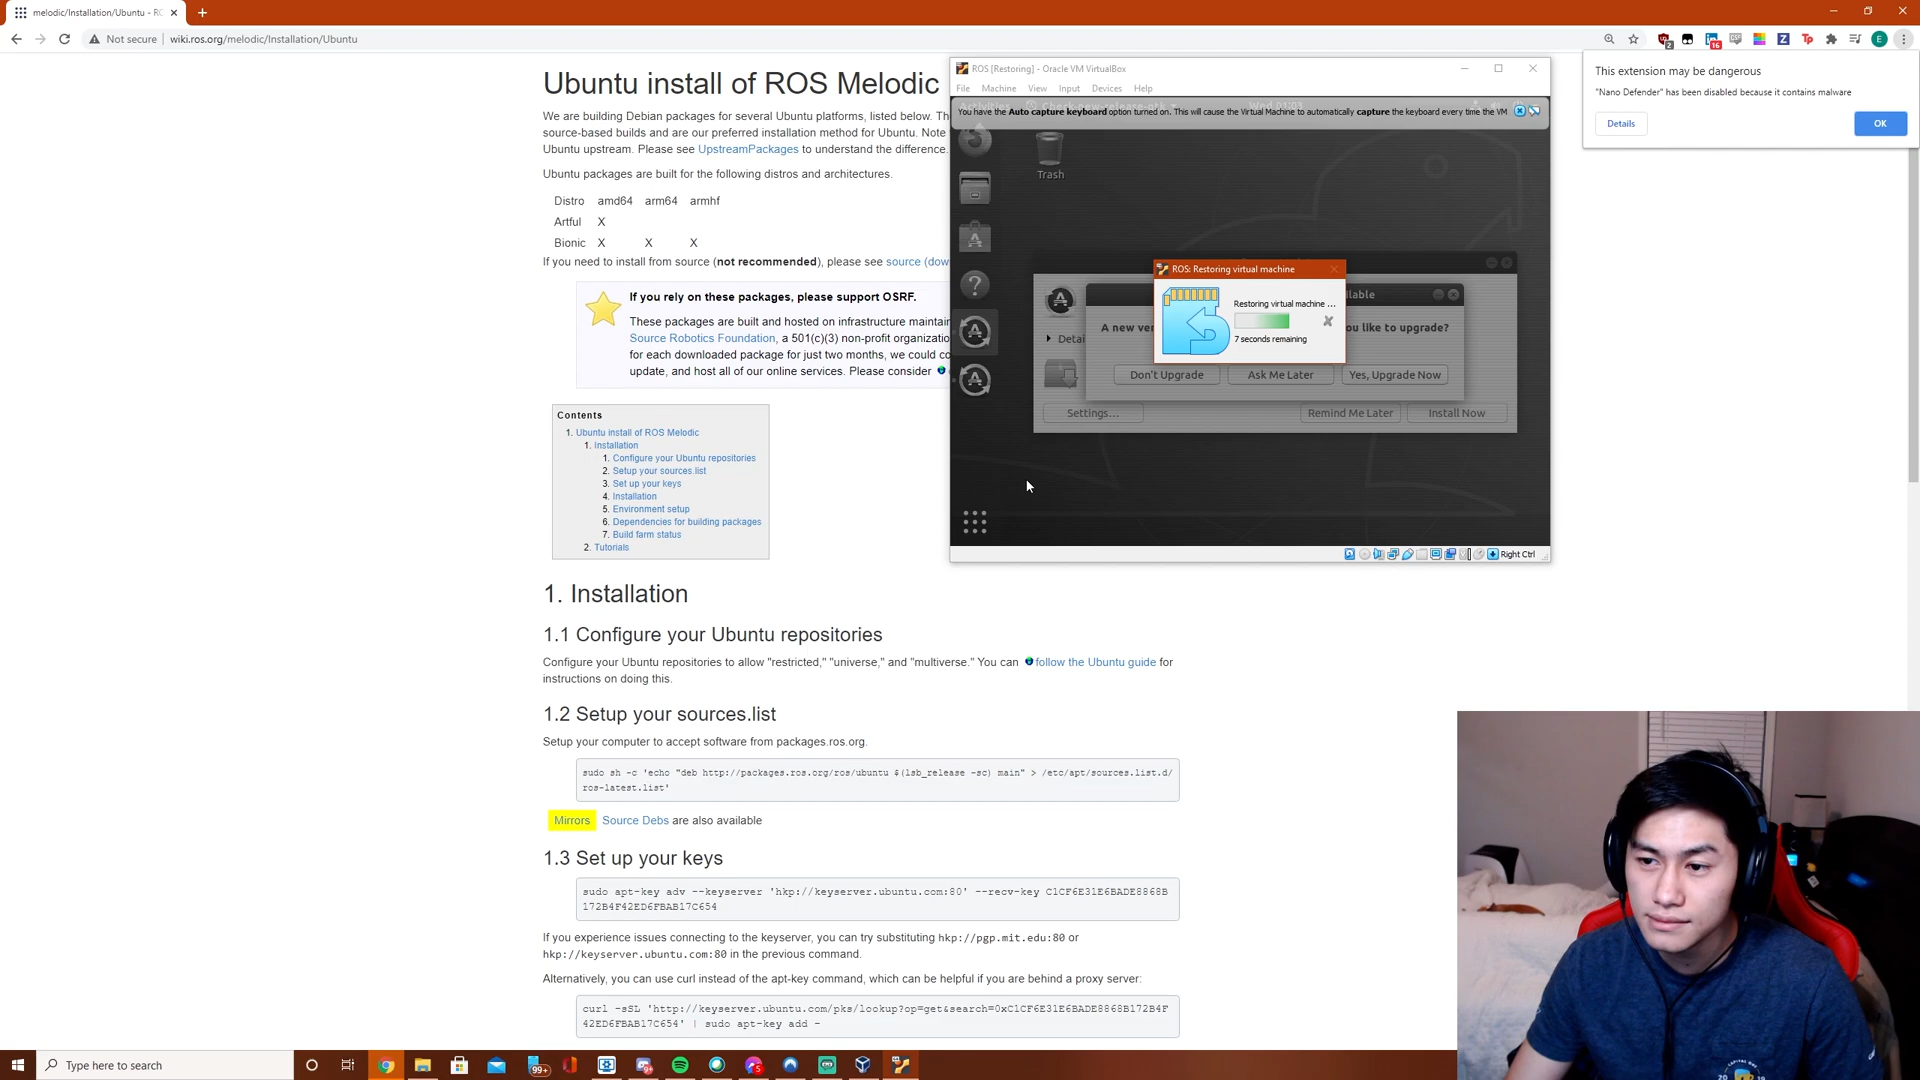 melodic/Installation/Ubuntu - RO
Not secure
wiki.ros.org/melodic/Installation/Ubuntu
2
16
Z
Tp
E
This extension may be dangerous
"Nano Defender" has been disabled because it contains malware
Details
OK
Ubuntu install of ROS Melodic
We are building Debian packages for several Ubuntu platforms, listed below. Th
source-based builds and are our preferred installation method for Ubuntu. Note
Ubuntu upstream. Please see UpstreamPackages to understand the difference.
Ubuntu packages are built for the following distros and architectures.
Distro amd64 arm64 armhf
Artful X
Bionic X X X
If you need to install from source (not recommended), please see source (dow
If you rely on these packages, please support OSRF.
These packages are built and hosted on infrastructure maintain
Source Robotics Foundation, a 501(c)(3) non-profit organizatio
for each downloaded package for just two months, we could co
update, and host all of our online services. Please consider
Contents
1. Ubuntu install of ROS Melodic
1. Installation
1. Configure your Ubuntu repositories
2. Setup your sources.list
3. Set up your keys
4. Installation
5. Environment setup
6. Dependencies for building packages
7. Build farm status
2. Tutorials
ROS [Restoring] - Oracle VM VirtualBox
File Machine View Input Devices Help
You have the Auto capture keyboard option turned on. This will cause the Virtual Machine to automatically capture the keyboard every time the VM
Trash
ROS: Restoring virtual machine
Restoring virtual machine ...
7 seconds remaining
ilable
A new ver
ou like to upgrade?
Detai
Don't Upgrade
Ask Me Later
Yes, Upgrade Now
Settings...
Remind Me Later
Install Now
Right Ctrl
1. Installation
1.1 Configure your Ubuntu repositories
Configure your Ubuntu repositories to allow "restricted," "universe," and "multiverse." You can follow the Ubuntu guide for
instructions on doing this.
1.2 Setup your sources.list
Setup your computer to accept software from packages.ros.org.
sudo sh -c 'echo "deb http://packages.ros.org/ros/ubuntu $(lsb_release -sc) main" > /etc/apt/sources.list.d/
ros-latest.list'
Mirrors Source Debs are also available
1.3 Set up your keys
sudo apt-key adv --keyserver 'hkp://keyserver.ubuntu.com:80' --recv-key C1CF6E31E6BADE8868B
172B4F42ED6FBAB17C654
If you experience issues connecting to the keyserver, you can try substituting hkp://pgp.mit.edu:80 or
hkp://keyserver.ubuntu.com:80 in the previous command.
Alternatively, you can use curl instead of the apt-key command, which can be helpful if you are behind a proxy server:
curl -sSL 'http://keyserver.ubuntu.com/pks/lookup?op=get&search=0xC1CF6E31E6BADE8868B172B4F
42ED6FBAB17C654' | sudo apt-key add -
Type here to search
99+